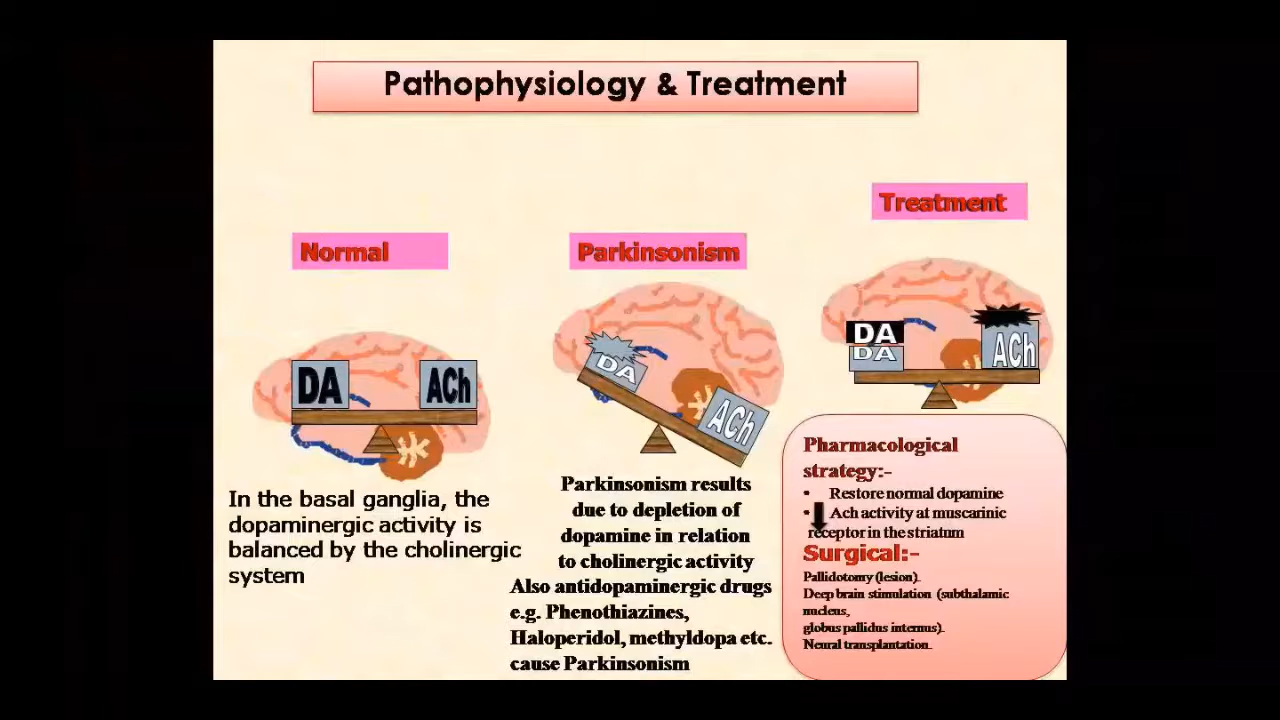 Pathophysiology & Treatment
Normal
DA
ACh
In the basal ganglia, the
dopaminergic activity is
balanced by the cholinergic
system
Parkinsonism
DA
ACh
Parkinsonism results
due to depletion of
dopamine in relation
to cholinergic activity
Also antidopaminergic drugs
e.g. Phenothiazines,
Haloperidol, methyldopa etc.
cause Parkinsonism
Treatment
DA
DA
ACh
Pharmacological
strategy:-
• Restore normal dopamine
• Ach activity at muscarinic
receptor in the striatum
Surgical:-
Pallidotomy (lesion).
Deep brain stimulation (subthalamic
nucleus,
globus pallidus internus).
Neural transplantation.